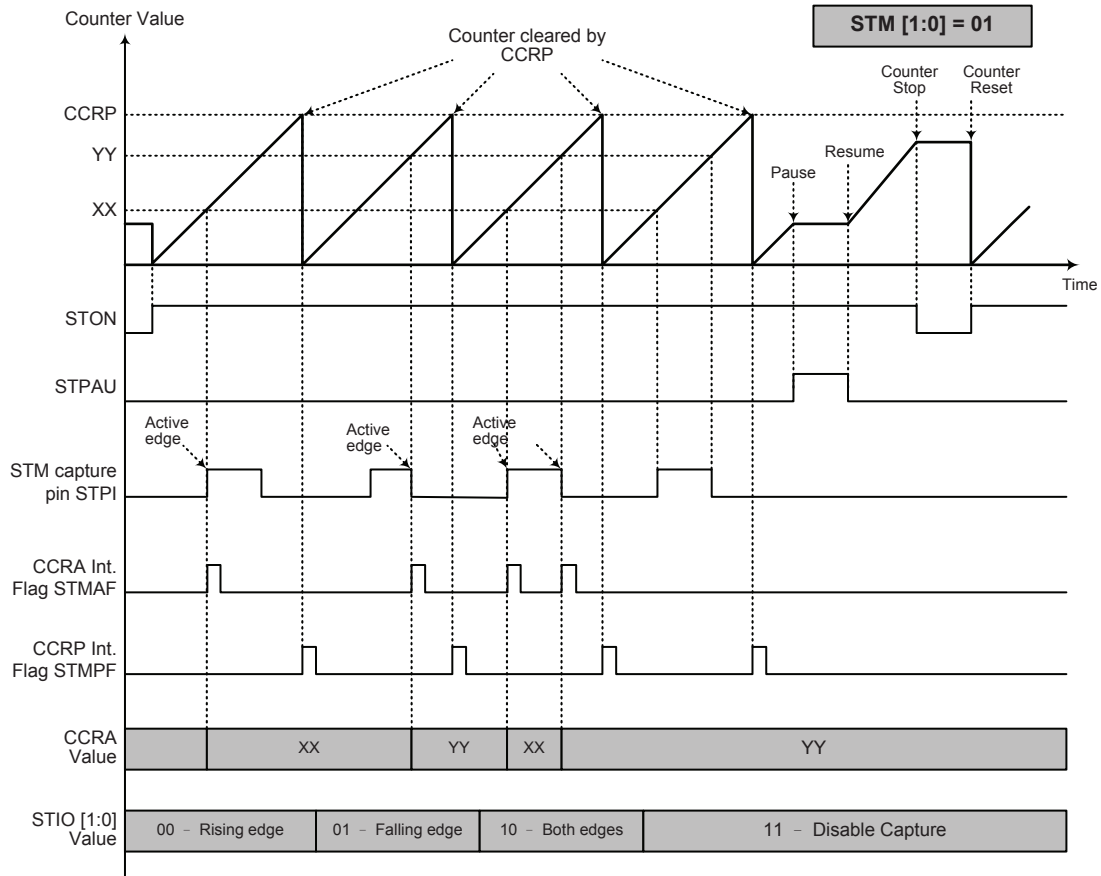 Counter Value
STM [1:0] = 01
Counter cleared by
CCRP
Counter
Stop
Counter
Reset
CCRP
YY
Resume
Pause
XX
Time
STON
STPAU
Active
edge
Active
edge
Active
edge
STM capture
pin STPI
CCRA Int.
Flag STMAF
CCRP Int.
Flag STMPF
CCRA
Value
XX
YY
XX
YY
STIO [1:0]
Value
00 – Rising edge
01 – Falling edge
10 – Both edges
11 – Disable Capture